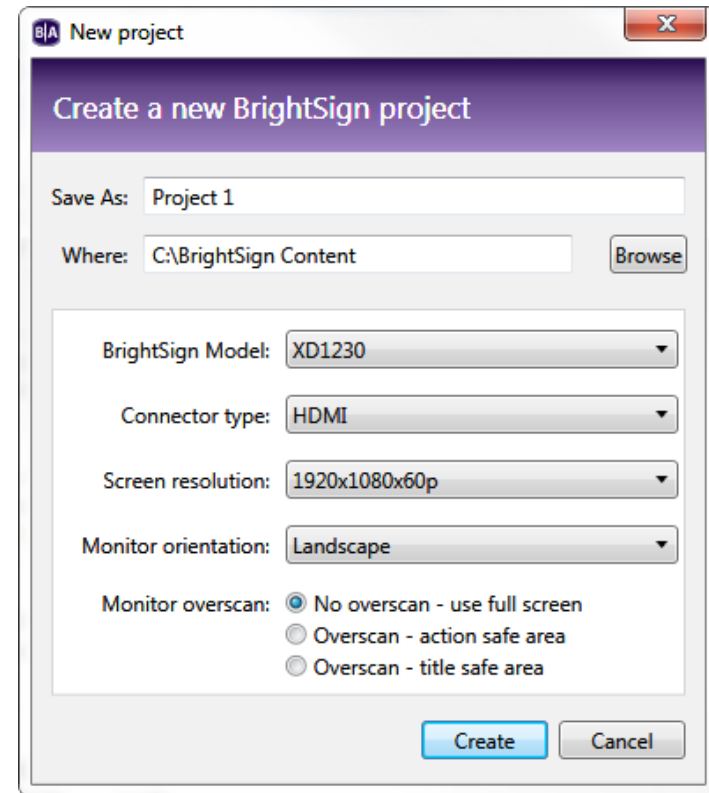 B|A New project
Create a new BrightSign project
Save As: Project 1
Where: C:\BrightSign Content Browse
BrightSign Model: XD1230
Connector type: HDMI
Screen resolution: 1920x1080x60p
Monitor orientation: Landscape
Monitor overscan: No overscan - use full screen
Overscan - action safe area
Overscan - title safe area
Create Cancel